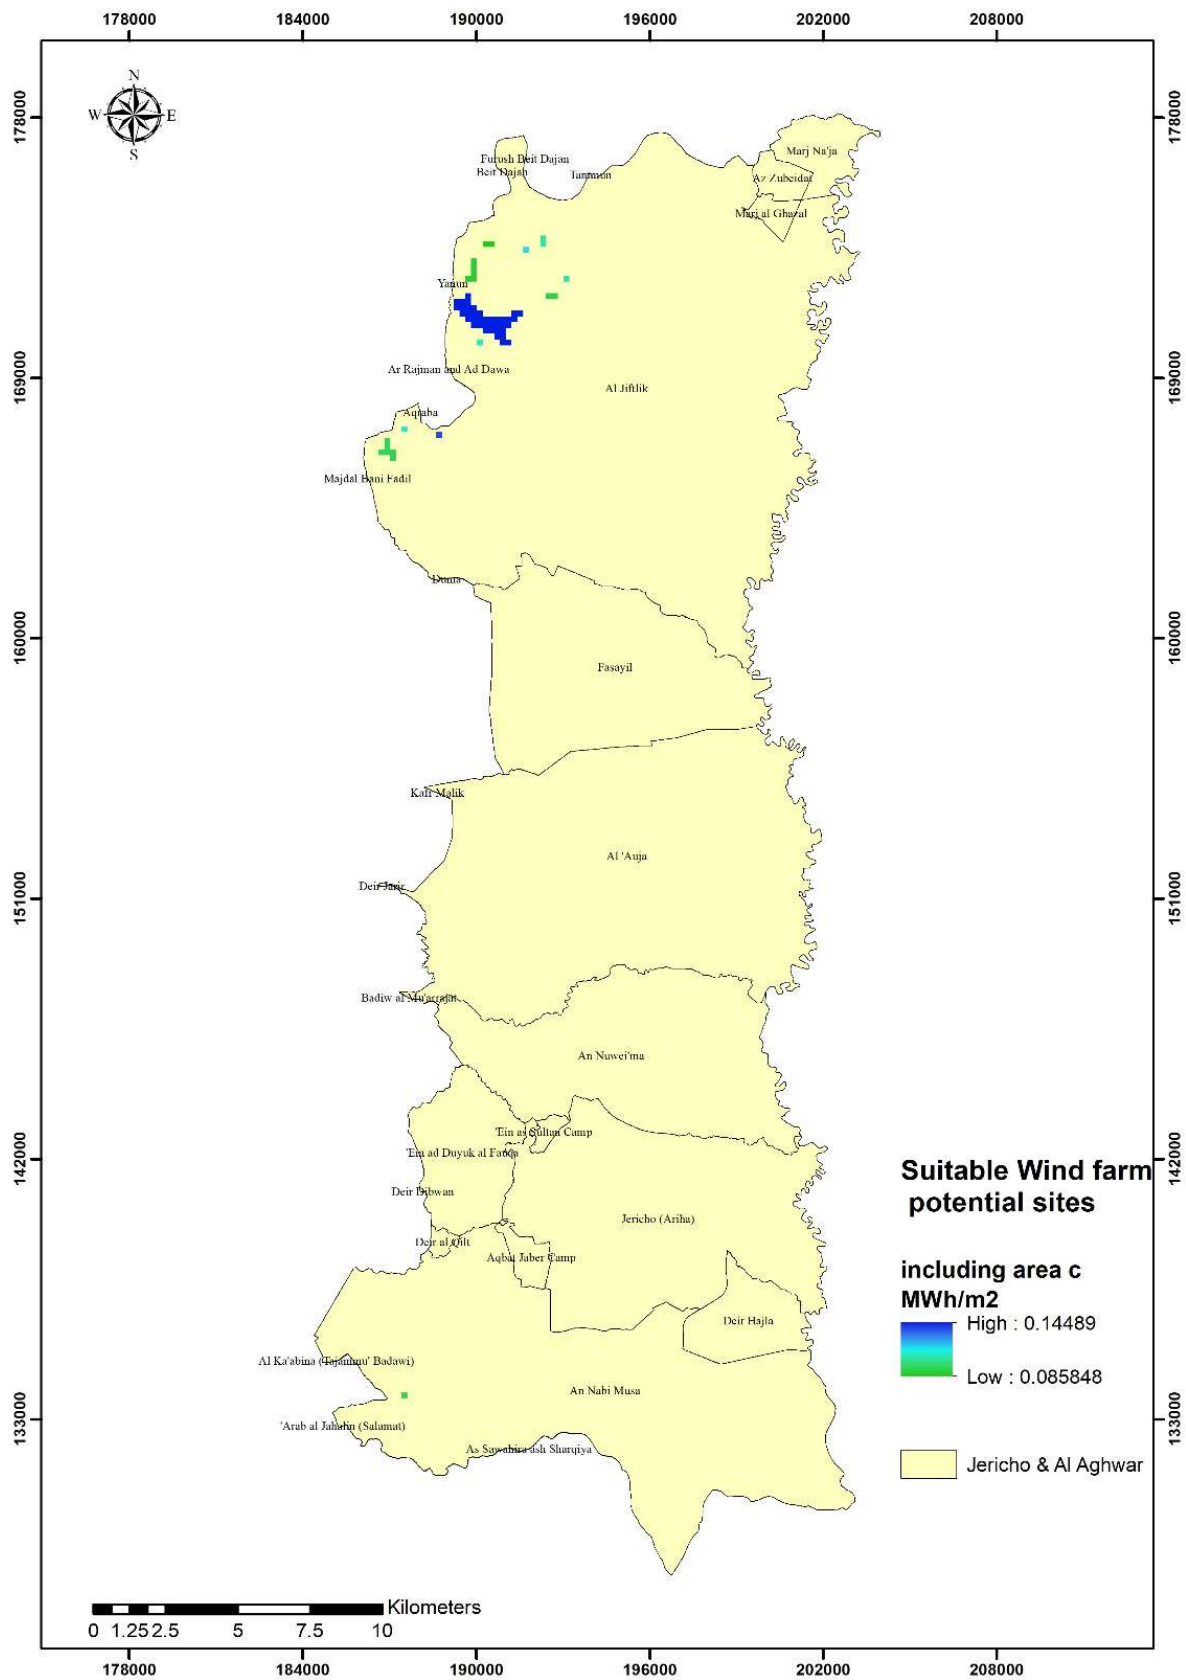 178000 184000 190000 196000 202000 208000
N
W E
S
178000 178000
Marj Na'ja
Furush Beit Dajan
Beit Dajan
Tammun
Az Zubeidat
Marj al Ghazal
Yanun
169000 169000
Ar Rajman and Ad Dawa
Al Jiftlik
Aqraba
Majdal Bani Fadil
Duma
160000 160000
Fasayil
Kafr Malik
Al 'Auja
Deir Jarir
151000 151000
Badiw al Mu'arrajat
An Nuwei'ma
'Ein as Sultan Camp
'Ein ad Duyuk al Fauqa
142000 142000
Deir Dibwan
Jericho (Ariha)
Deir al Qilt
Aqbat Jaber Camp
Deir Hajla
Al Ka'abina (Tajammu' Badawi)
An Nabi Musa
133000 133000
'Arab al Jahalin (Salamat)
As Sawahira ash Sharqiya
Suitable Wind farm
potential sites
including area c
MWh/m2
High : 0.14489
Low : 0.085848
Jericho & Al Aghwar
Kilometers
0 1.25 2.5 5 7.5 10
178000 184000 190000 196000 202000 208000